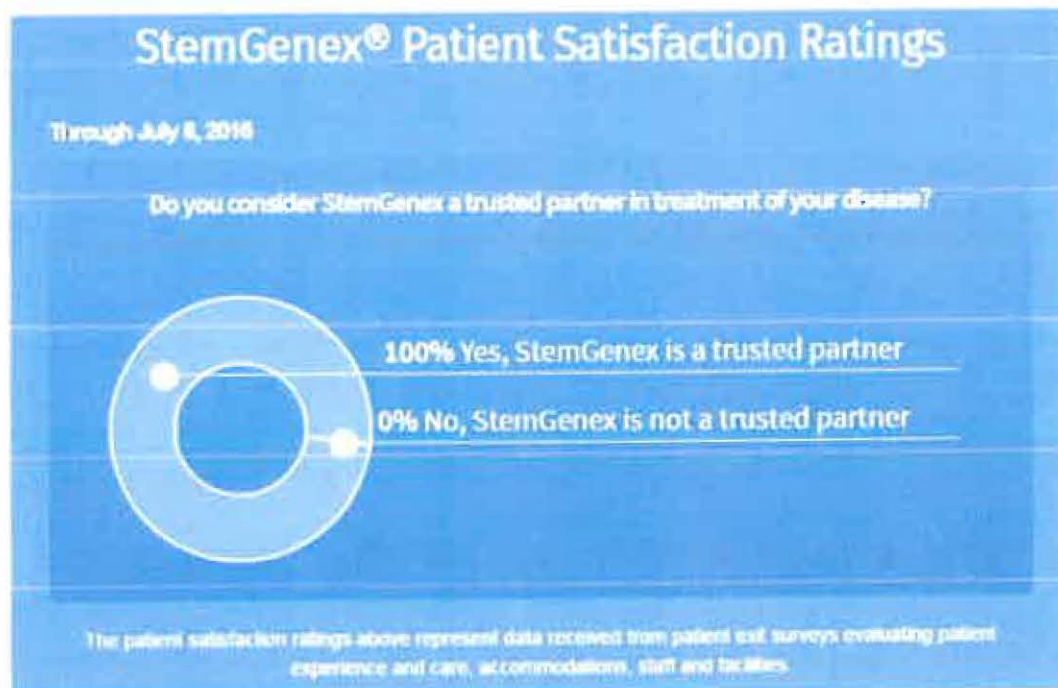 StemGenex® Patient Satisfaction Ratings
Through July 8, 2016
Do you consider StemGenex a trusted partner in treatment of your disease?
100% Yes, StemGenex is a trusted partner
0% No, StemGenex is not a trusted partner
The patient satisfaction ratings above represent data received from patient exit surveys evaluating patient
experience and care, accommodations, staff and facilities